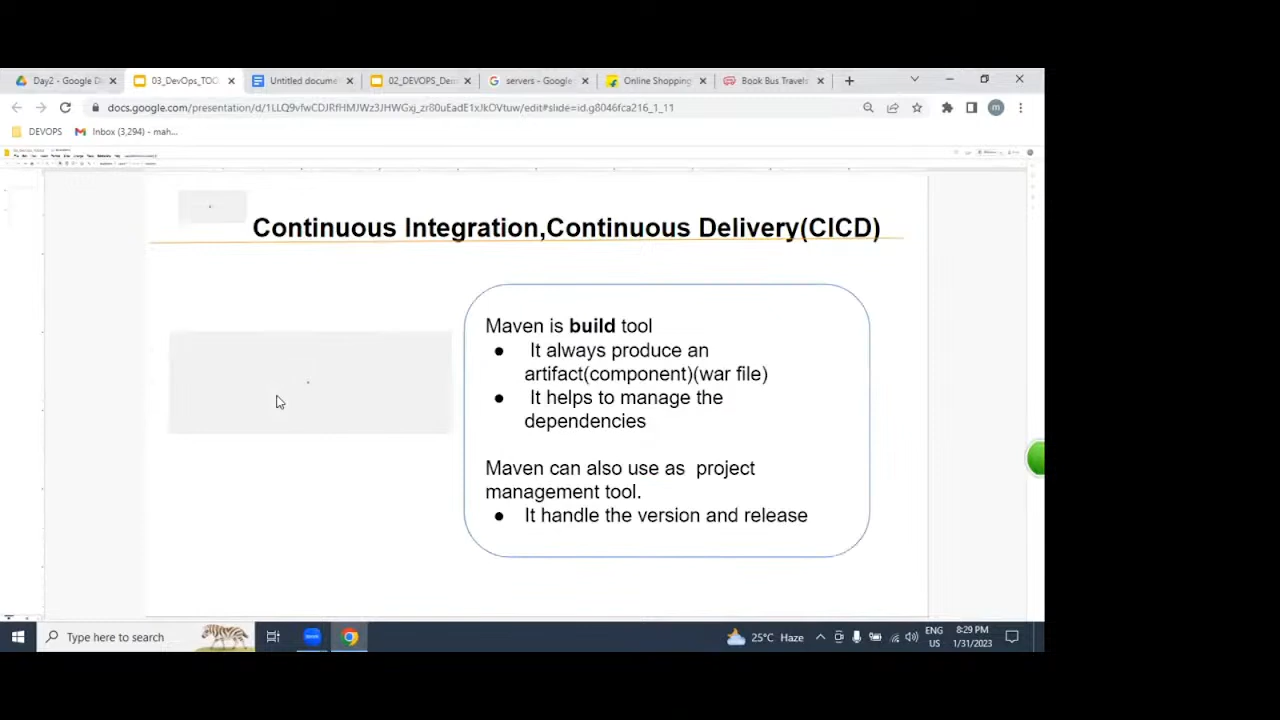 Day2 - Google D
03_DevOps_TOO
Untitled docume
02_DEVOPS_De
servers - Google
Online Shopping
Book Bus Travels
docs.google.com/presentation/d/1LLQ9vfwCDJRfHMJWz3JHWGxj_zr80uEadE1xJkOVtuw/edit#slide=id.g8046fca216_1_11
DEVOPS
Inbox (3,294) - mah...
Continuous Integration,Continuous Delivery(CICD)
Maven is build tool
● It always produce an
artifact(component)(war file)
● It helps to manage the
dependencies
Maven can also use as project
management tool.
● It handle the version and release
Type here to search
25°C Haze
ENG
US
8:29 PM
1/31/2023